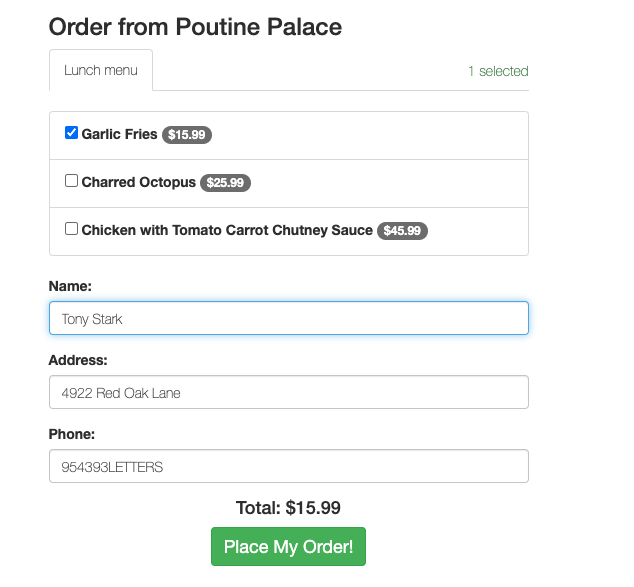 Order from Poutine Palace
Lunch menu
1 selected
Garlic Fries $15.99
Charred Octopus $25.99
Chicken with Tomato Carrot Chutney Sauce $45.99
Name:
Tony Stark
Address:
4922 Red Oak Lane
Phone:
954393LETTERS
Total: $15.99
Place My Order!